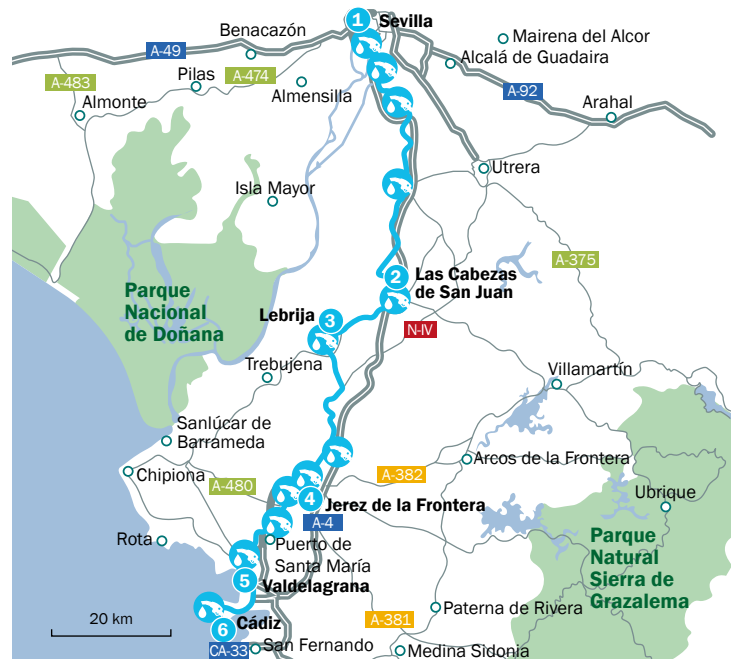 1 Sevilla
Mairena del Alcor
Benacazón
A-49
Alcalá de Guadaira
A-483
Pilas
A-474
Almensilla
A-92
Almonte
Arahal
Utrera
Isla Mayor
A-375
2 Las Cabezas
de San Juan
Parque
Nacional
de Doñana
Lebrija 3
N-IV
Trebujena
Villamartín
Sanlúcar de
Barrameda
Chipiona
A-480
A-382
Arcos de la Frontera
4 Jerez de la Frontera
Ubrique
A-4
Rota
Puerto de
Santa María
Parque
Natural
Sierra de
Grazalema
5 Valdelagrana
20 km
Paterna de Rivera
6 Cádiz
A-381
CA-33
San Fernando
Medina Sidonia